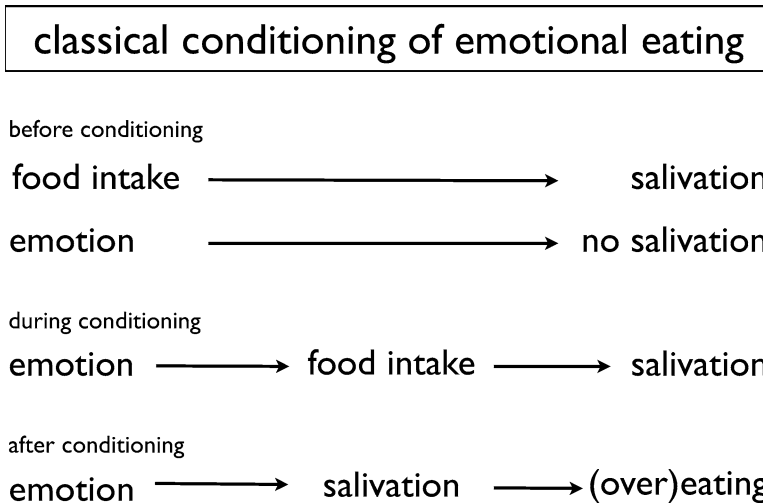 classical conditioning of emotional eating
before conditioning
food intake salivation
emotion no salivation
during conditioning
emotion food intake salivation
after conditioning
emotion salivation (over)eating